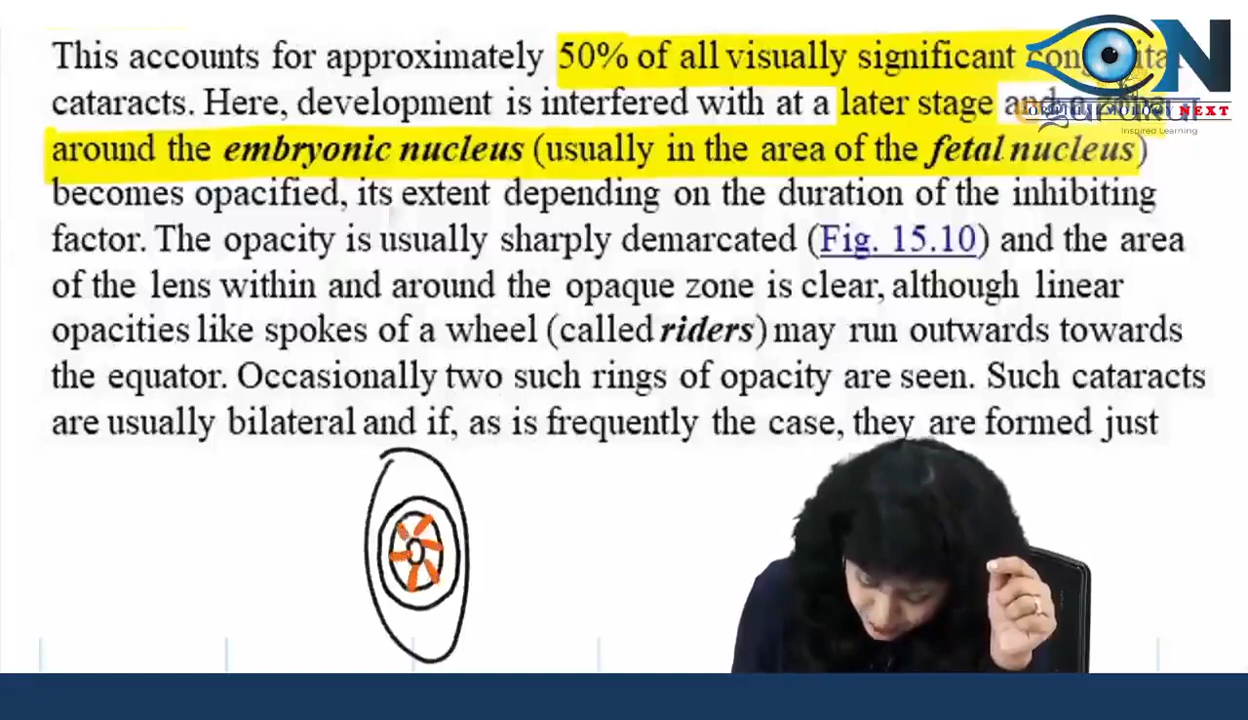 This accounts for approximately 50% of all visually significant
cataracts. Here, development is interfered with at a later stage
NEXT
Inspired Learning
around the embryonic nucleus (usually in the area of the fetal nucleus)
becomes opacified, its extent depending on the duration of the inhibiting
factor. The opacity is usually sharply demarcated (Fig. 15.10) and the area
of the lens within and around the opaque zone is clear, although linear
opacities like spokes of a wheel (called riders) may run outwards towards
the equator. Occasionally two such rings of opacity are seen. Such cataracts
are usually bilateral and if, as is frequently the case, they are formed just